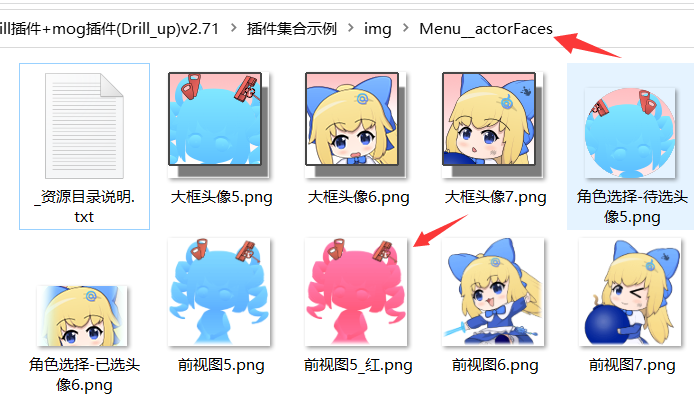 ill插件+mog插件(Drill_up)v2.71 > 插件集合示例 > img > Menu__actorFaces
_资源目录说明.
txt
大框头像5.png
大框头像6.png
大框头像7.png
角色选择-待选头
像5.png
角色选择-已选头
像6.png
前视图5.png
前视图5_红.png
前视图6.png
前视图7.png